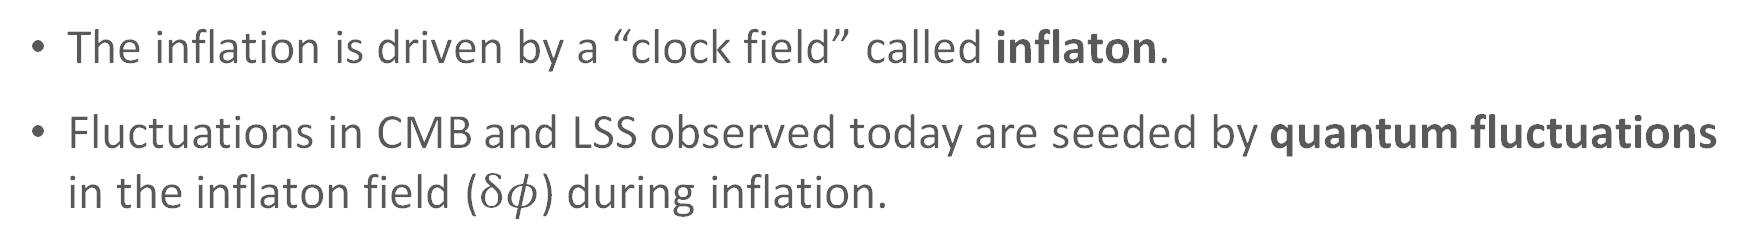 • The inflation is driven by a “clock field” called inflaton.
• Fluctuations in CMB and LSS observed today are seeded by quantum fluctuations
in the inflaton field (δϕ) during inflation.